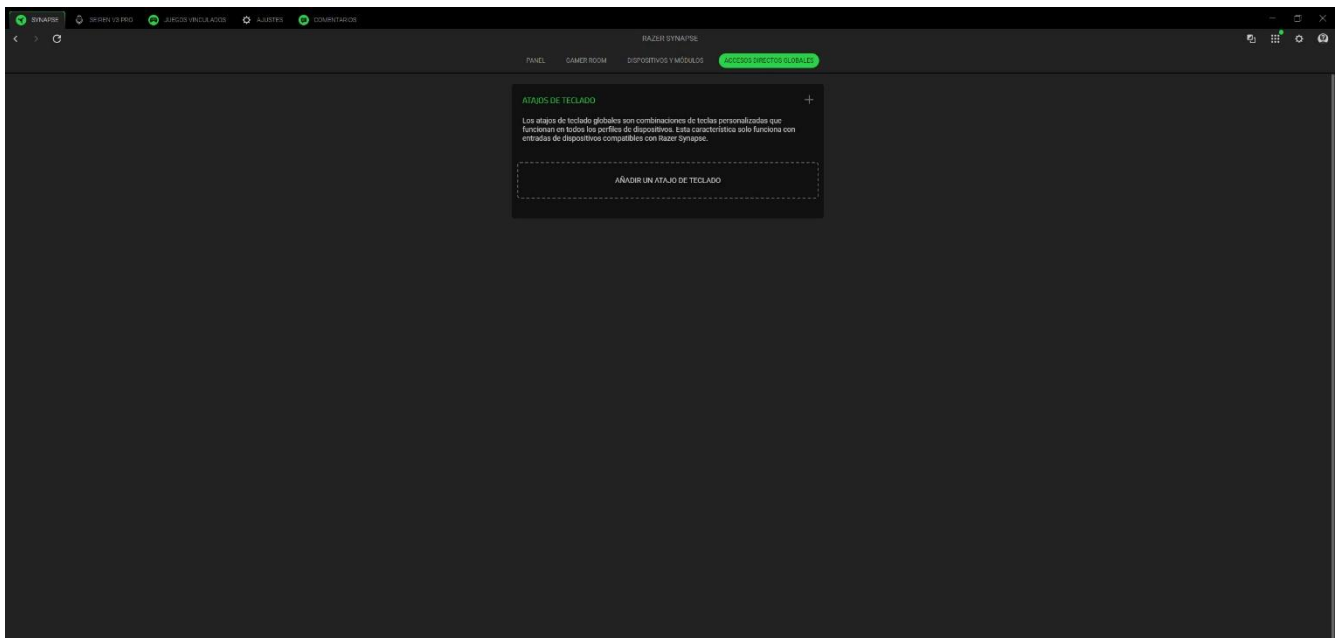 SYNAPSE SEIREN V3 PRO JUEGOS VINCULADOS AJUSTES COMENTARIOS
RAZER SYNAPSE
PANEL GAMER ROOM DISPOSITIVOS Y MÓDULOS ACCESOS DIRECTOS GLOBALES
ATAJOS DE TECLADO
Los atajos de teclado globales son combinaciones de teclas personalizadas que
funcionan en todos los perfiles de dispositivos. Esta característica solo funciona con
entradas de dispositivos compatibles con Razer Synapse.
AÑADIR UN ATAJO DE TECLADO